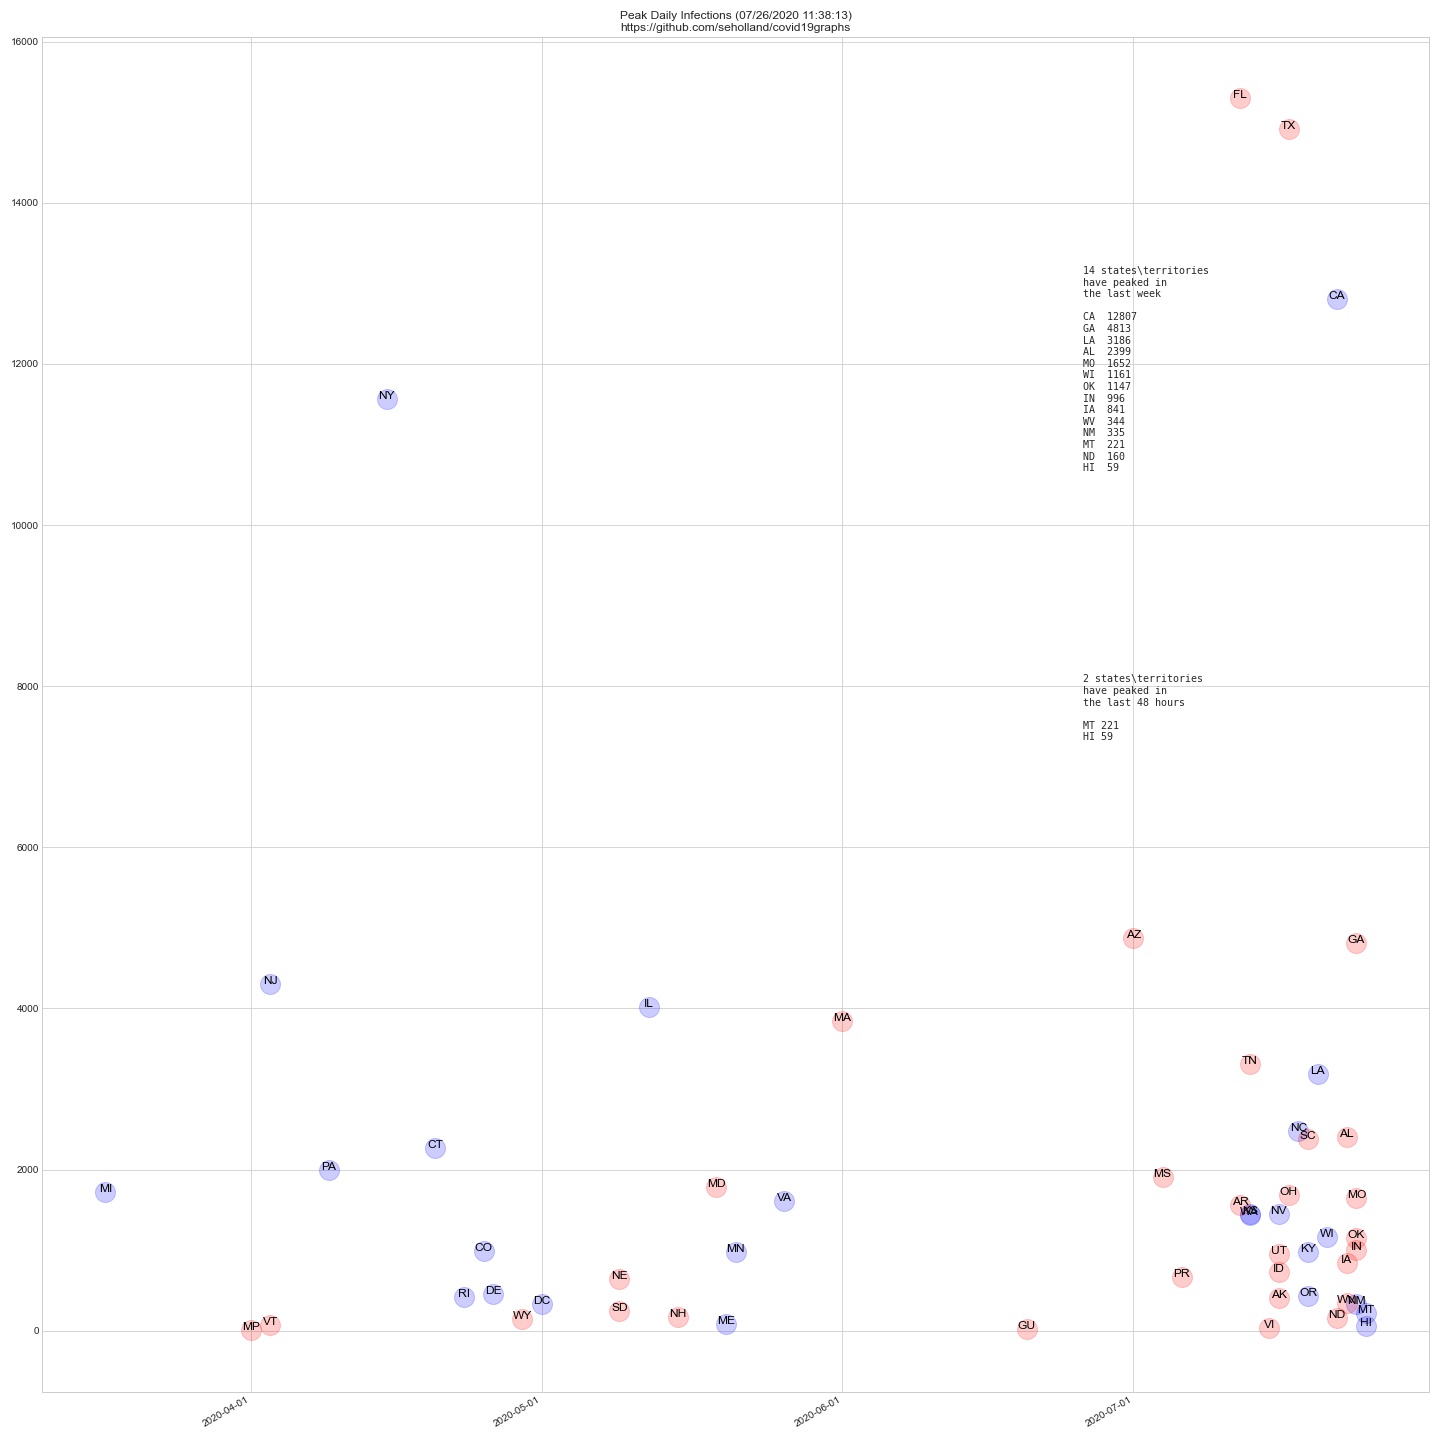 Peak Daily Infections (07/26/2020 11:38:13)
https://github.com/seholland/covid19graphs
16000
FL
TX
14000
14 states\territories
have peaked in
the last week
CA
CA 12807
GA 4813
LA 3186
AL 2399
MO 1652
WI 1161
OK 1147
IN 996
IA 841
WV 344
NM 335
MT 221
ND 160
HI 59
12000
NY
10000
8000
2 states\territories
have peaked in
the last 48 hours
MT 221
HI 59
6000
AZ
GA
NJ
IL
4000
MA
TN
LA
NC
SC
AL
CT
2000
PA
MI
MD
VA
MS
AR
OH
NV
MO
CO
MN
WI
OK
KY
IN
UT
IA
NE
PR
ID
RI
DE
DC
SD
NH
WY
ME
AK
OR
NM
MT
ND
HI
VT
MP
GU
VI
0
2020-04-01
2020-05-01
2020-06-01
2020-07-01